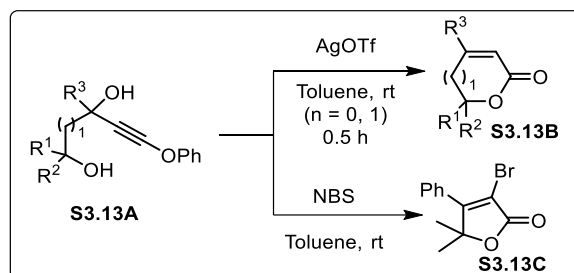 R³
OH
( )₁
R¹
R²
OH
OPh
S3.13A
AgOTf
Toluene, rt
(n = 0, 1)
0.5 h
R³
( )₁
O
O
R¹
R²
S3.13B
NBS
Toluene, rt
Ph
Br
O
O
S3.13C